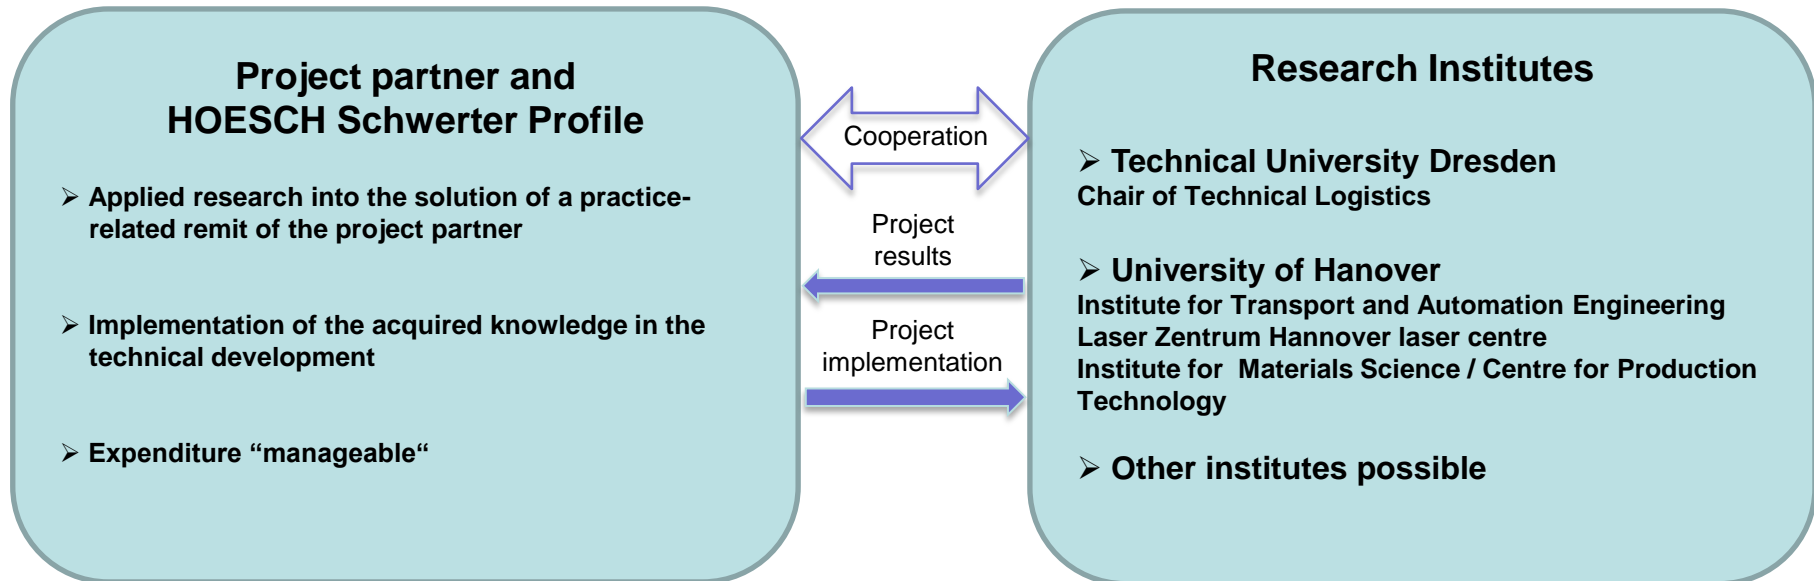 Project partner and
HOESCH Schwerter Profile
➢ Applied research into the solution of a practice-
related remit of the project partner
➢ Implementation of the acquired knowledge in the
technical development
➢ Expenditure “manageable“
Cooperation
Project
results
Project
implementation
Research Institutes
➢ Technical University Dresden
Chair of Technical Logistics
➢ University of Hanover
Institute for Transport and Automation Engineering
Laser Zentrum Hannover laser centre
Institute for Materials Science / Centre for Production
Technology
➢ Other institutes possible